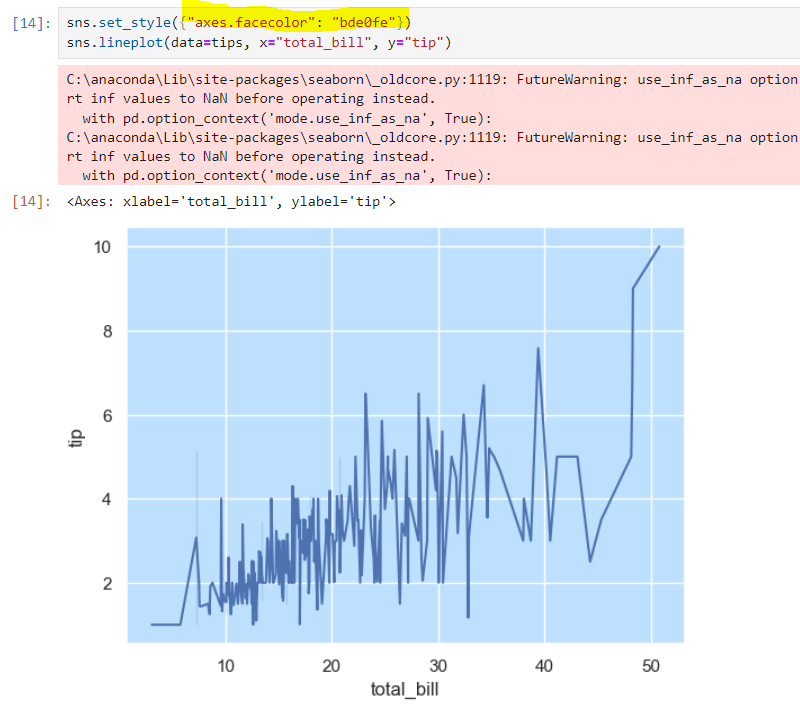 [14]: sns.set_style({"axes.facecolor": "bde0fe"})
sns.lineplot(data=tips, x="total_bill", y="tip")
C:\anaconda\Lib\site-packages\seaborn\_oldcore.py:1119: FutureWarning: use_inf_as_na option
rt inf values to NaN before operating instead.
  with pd.option_context('mode.use_inf_as_na', True):
C:\anaconda\Lib\site-packages\seaborn\_oldcore.py:1119: FutureWarning: use_inf_as_na option
rt inf values to NaN before operating instead.
  with pd.option_context('mode.use_inf_as_na', True):
[14]: <Axes: xlabel='total_bill', ylabel='tip'>
10
8
6
tip
4
2
10 20 30 40 50
total_bill